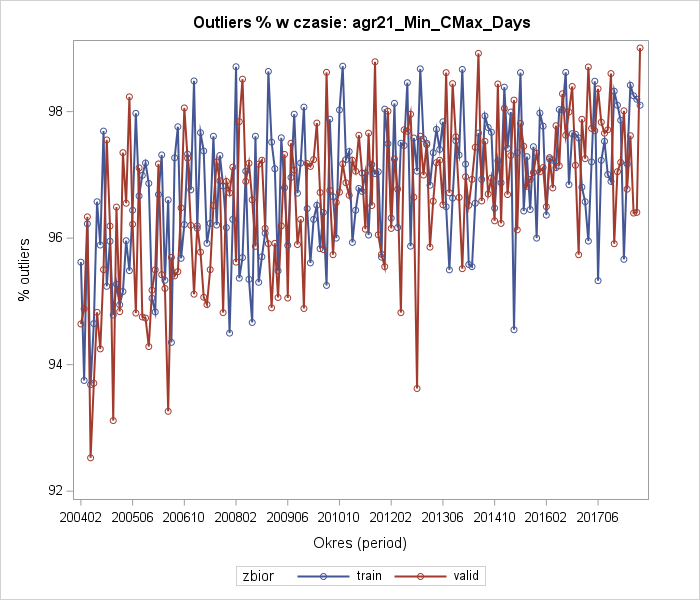 Outliers % w czasie: agr21_Min_CMax_Days
% outliers
98
96
94
92
200402 200506 200610 200802 200906 201010 201202 201306 201410 201602 201706
Okres (period)
zbior train valid